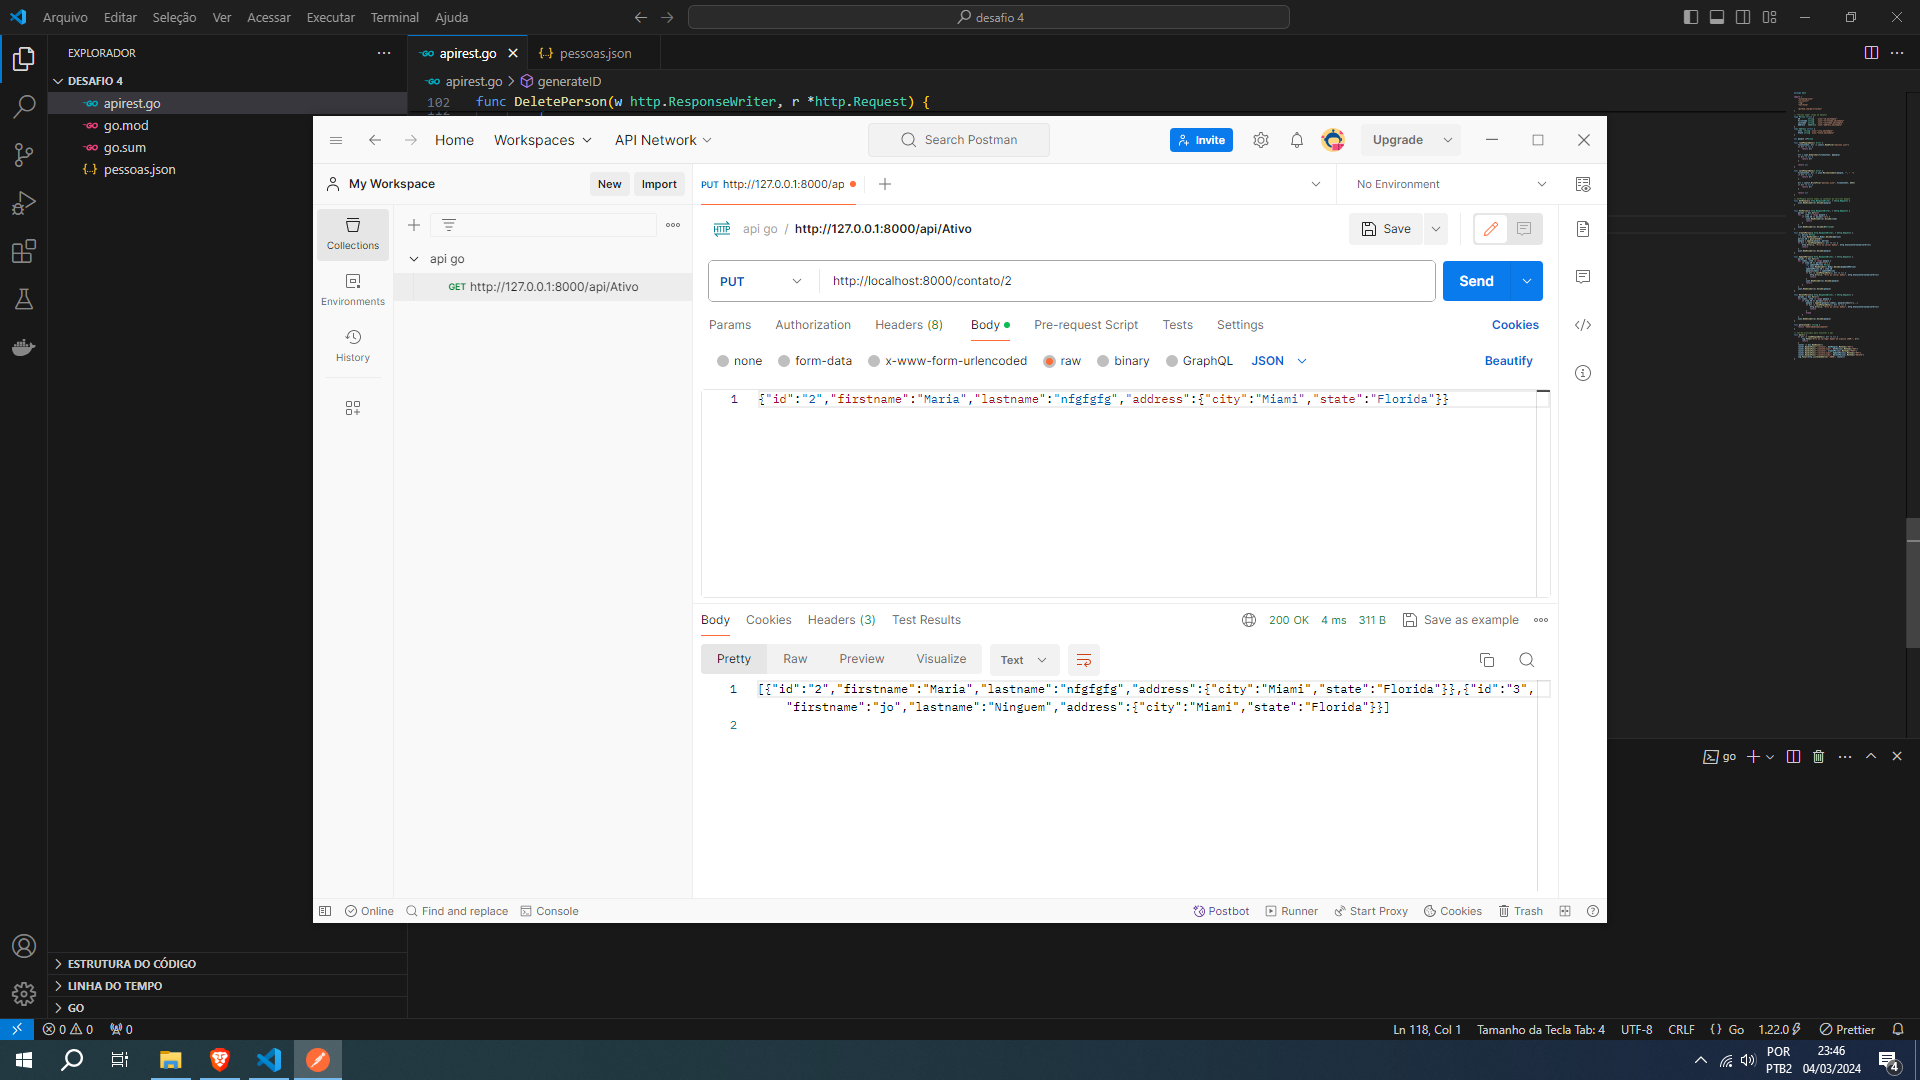 Arquivo Editar Seleção Ver Acessar Executar Terminal Ajuda
desafio 4
EXPLORADOR
DESAFIO 4
apirest.go
go.mod
go.sum
pessoas.json
apirest.go pessoas.json
apirest.go > generateID
102 func DeletePerson(w http.ResponseWriter, r *http.Request) {
Home Workspaces API Network
Search Postman
Invite
Upgrade
My Workspace
New Import
PUT http://127.0.0.1:8000/ap
No Environment
Collections
Environments
History
api go
GET http://127.0.0.1:8000/api/Ativo
HTTP api go / http://127.0.0.1:8000/api/Ativo
Save
PUT http://localhost:8000/contato/2
Send
Params Authorization Headers (8) Body Pre-request Script Tests Settings
Cookies
none form-data x-www-form-urlencoded raw binary GraphQL JSON
Beautify
1 {"id":"2","firstname":"Maria","lastname":"nfgfgfg","address":{"city":"Miami","state":"Florida"}}
Body Cookies Headers (3) Test Results
200 OK 4 ms 311 B Save as example
Pretty Raw Preview Visualize Text
1 [{"id":"2","firstname":"Maria","lastname":"nfgfgfg","address":{"city":"Miami","state":"Florida"}},{"id":"3",
"firstname":"jo","lastname":"Ninguem","address":{"city":"Miami","state":"Florida"}}]
2
Online Find and replace Console
Postbot Runner Start Proxy Cookies Trash
go
ESTRUTURA DO CÓDIGO
LINHA DO TEMPO
GO
0 0 0
Ln 118, Col 1 Tamanho da Tecla Tab: 4 UTF-8 CRLF {} Go 1.22.0 Prettier
POR
PTB2
23:46
04/03/2024
4